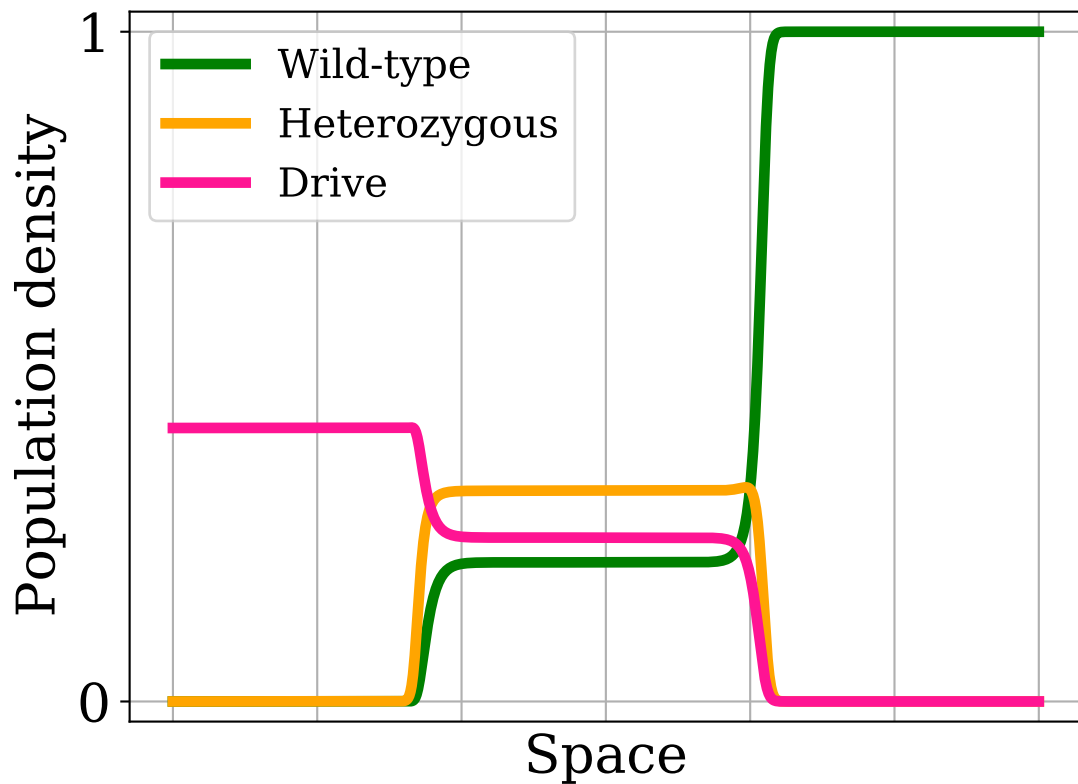 1
Wild-type
Heterozygous
Drive
Population density
0
Space